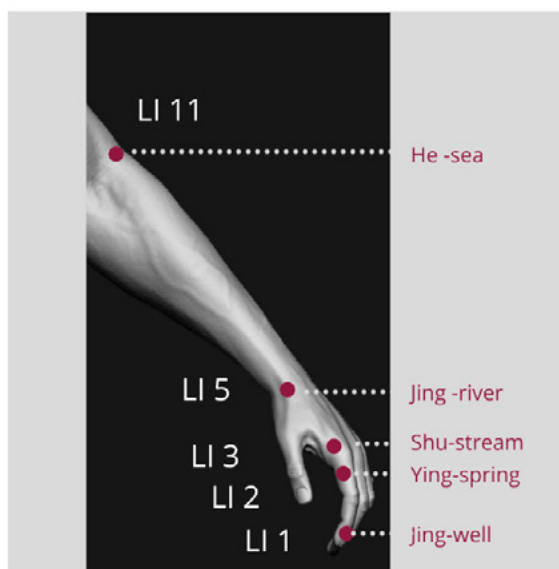 LI 11
He -sea
LI 5
Jing -river
Shu-stream
LI 3
Ying-spring
LI 2
LI 1
Jing-well